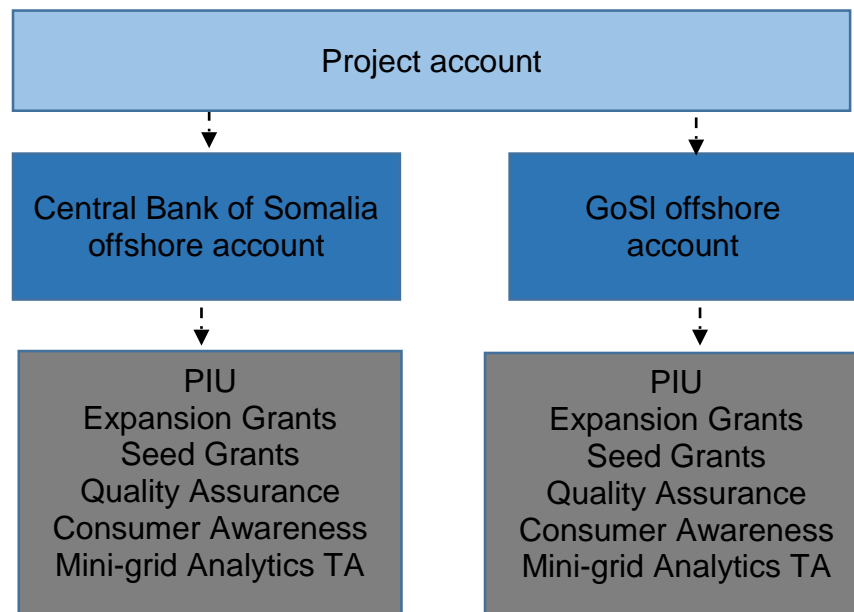 Project account
Central Bank of Somalia
offshore account
GoSl offshore
account
PIU
Expansion Grants
Seed Grants
Quality Assurance
Consumer Awareness
Mini-grid Analytics TA
PIU
Expansion Grants
Seed Grants
Quality Assurance
Consumer Awareness
Mini-grid Analytics TA